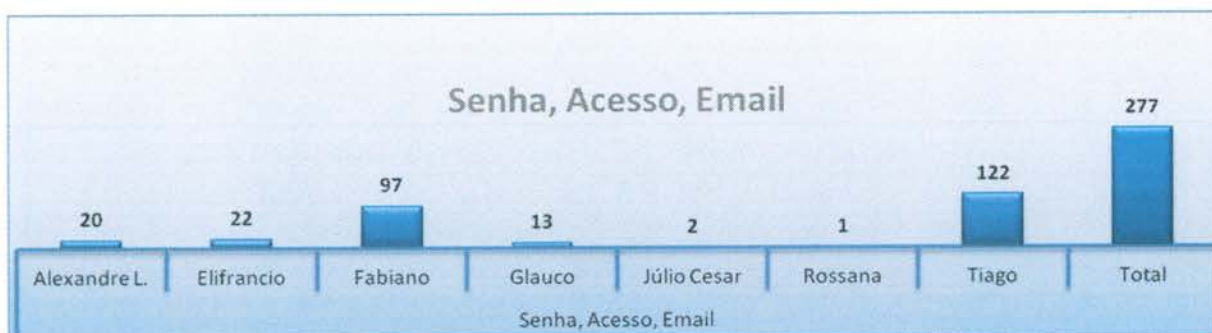 Senha, Acesso, Email
277
122
97
20
22
13
2
1
Alexandre L. Elifrancio Fabiano Glauco Júlio Cesar Rossana Tiago Total
Senha, Acesso, Email